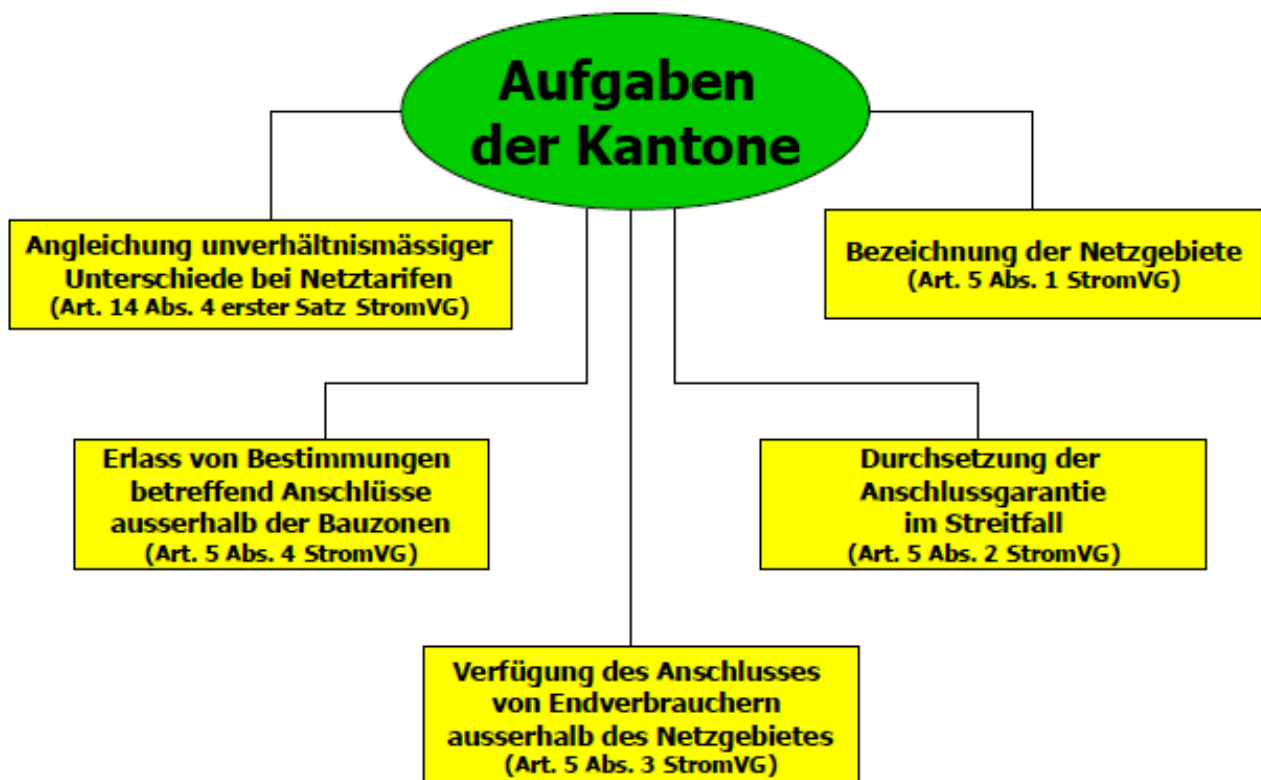 Aufgaben
der Kantone
Angleichung unverhältnismässiger
Unterschiede bei Netztarifen
(Art. 14 Abs. 4 erster Satz StromVG)
Bezeichnung der Netzgebiete
(Art. 5 Abs. 1 StromVG)
Erlass von Bestimmungen
betreffend Anschlüsse
ausserhalb der Bauzonen
(Art. 5 Abs. 4 StromVG)
Durchsetzung der
Anschlussgarantie
im Streitfall
(Art. 5 Abs. 2 StromVG)
Verfügung des Anschlusses
von Endverbrauchern
ausserhalb des Netzgebietes
(Art. 5 Abs. 3 StromVG)